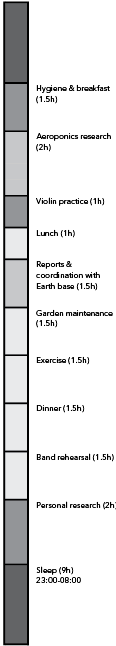 Hygiene & breakfast
(1.5h)
Aeroponics research
(2h)
Violin practice (1h)
Lunch (1h)
Reports &
coordination with
Earth base (1.5h)
Garden maintenance
(1.5h)
Exercise (1.5h)
Dinner (1.5h)
Band rehearsal (1.5h)
Personal research (2h)
Sleep (9h)
23:00-08:00